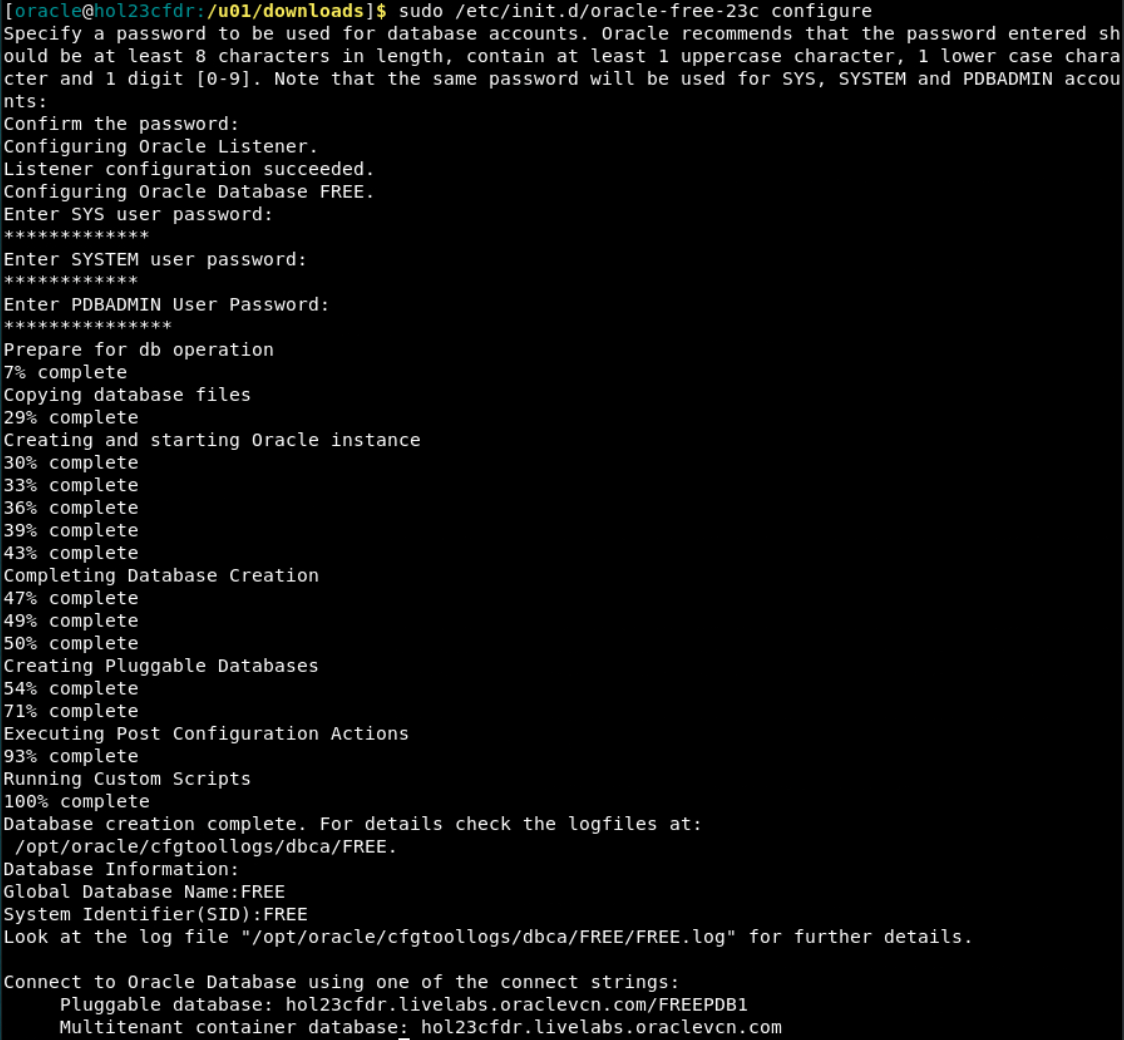 [oracle@hol23cfdr:/u01/downloads]$ sudo /etc/init.d/oracle-free-23c configure
Specify a password to be used for database accounts. Oracle recommends that the password entered sh
ould be at least 8 characters in length, contain at least 1 uppercase character, 1 lower case chara
cter and 1 digit [0-9]. Note that the same password will be used for SYS, SYSTEM and PDBADMIN accou
nts:
Confirm the password:
Configuring Oracle Listener.
Listener configuration succeeded.
Configuring Oracle Database FREE.
Enter SYS user password:
*************
Enter SYSTEM user password:
************
Enter PDBADMIN User Password:
***************
Prepare for db operation
7% complete
Copying database files
29% complete
Creating and starting Oracle instance
30% complete
33% complete
36% complete
39% complete
43% complete
Completing Database Creation
47% complete
49% complete
50% complete
Creating Pluggable Databases
54% complete
71% complete
Executing Post Configuration Actions
93% complete
Running Custom Scripts
100% complete
Database creation complete. For details check the logfiles at:
 /opt/oracle/cfgtoollogs/dbca/FREE.
Database Information:
Global Database Name:FREE
System Identifier(SID):FREE
Look at the log file "/opt/oracle/cfgtoollogs/dbca/FREE/FREE.log" for further details.

Connect to Oracle Database using one of the connect strings:
     Pluggable database: hol23cfdr.livelabs.oraclevcn.com/FREEPDB1
     Multitenant container database: hol23cfdr.livelabs.oraclevcn.com